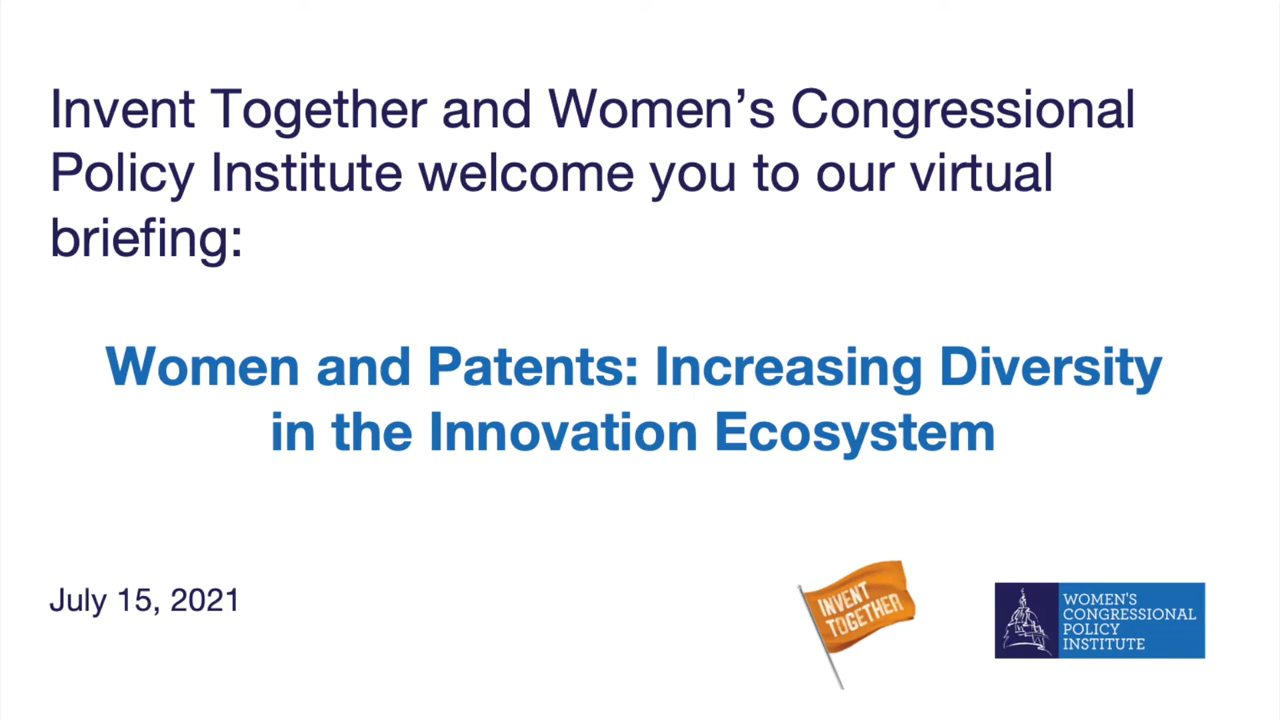 Invent Together and Women's Congressional
Policy Institute welcome you to our virtual
briefing:
Women and Patents: Increasing Diversity
in the Innovation Ecosystem
July 15, 2021
INVENT
TOGETHER
WOMEN'S
CONGRESSIONAL
POLICY
INSTITUTE